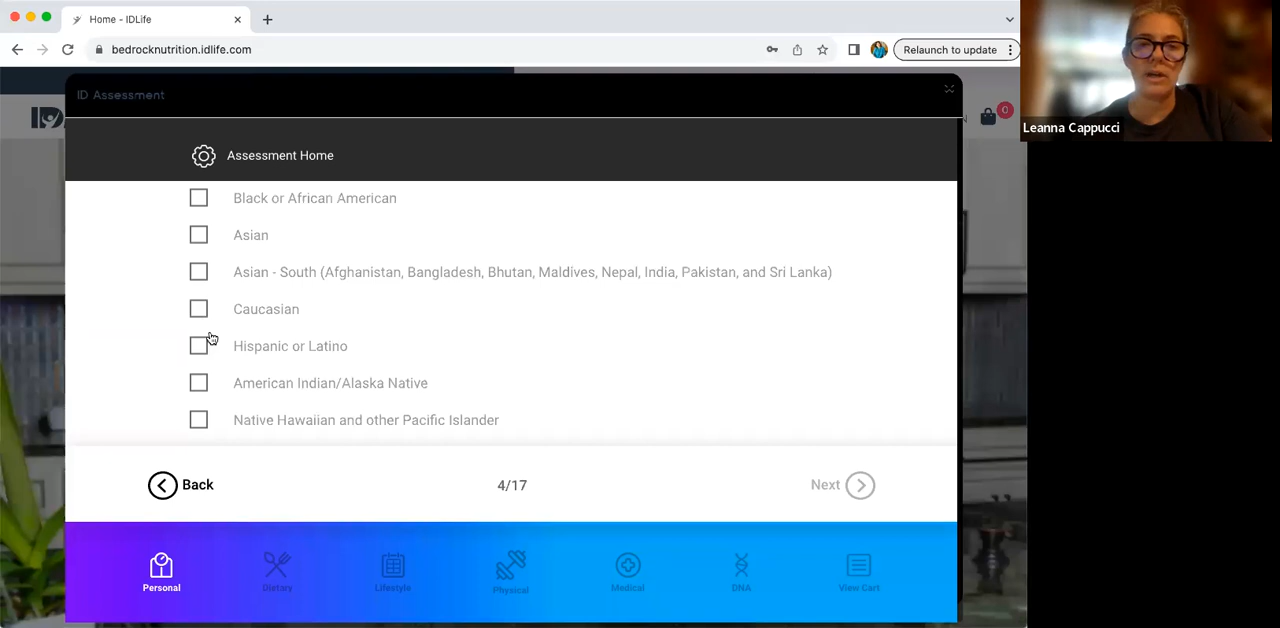 Home - IDLife
bedrocknutrition.idlife.com
Relaunch to update
ID Assessment
ID
0
N
Leanna Cappucci
Assessment Home
Black or African American
Asian
Asian - South (Afghanistan, Bangladesh, Bhutan, Maldives, Nepal, India, Pakistan, and Sri Lanka)
Caucasian
Hispanic or Latino
American Indian/Alaska Native
Native Hawaiian and other Pacific Islander
Back
4/17
Next
Personal
Dietary
Lifestyle
Physical
Medical
DNA
View Cart